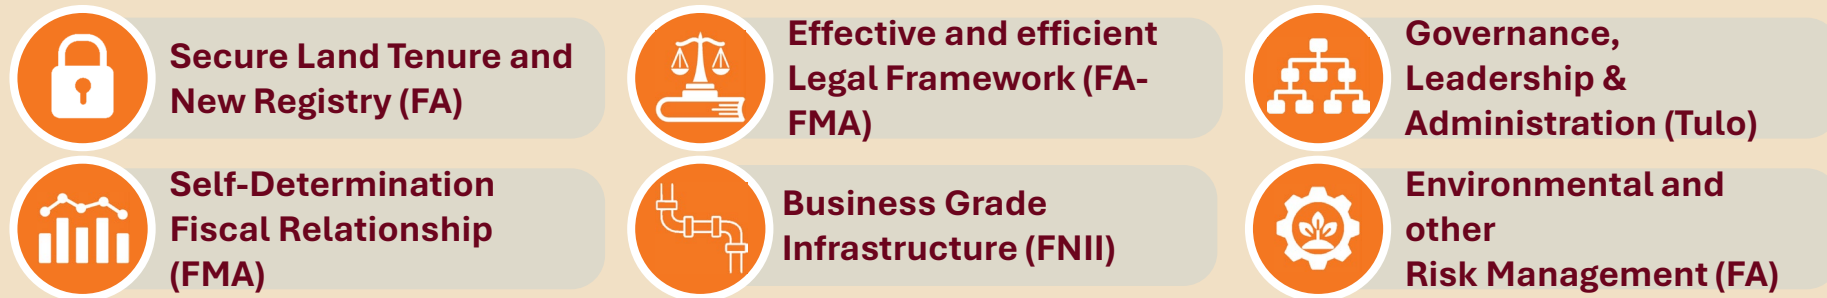 Secure Land Tenure and
New Registry (FA)
Effective and efficient
Legal Framework (FA-
FMA)
Governance,
Leadership &
Administration (Tulo)
Self-Determination
Fiscal Relationship
(FMA)
Business Grade
Infrastructure (FNII)
Environmental and
other
Risk Management (FA)